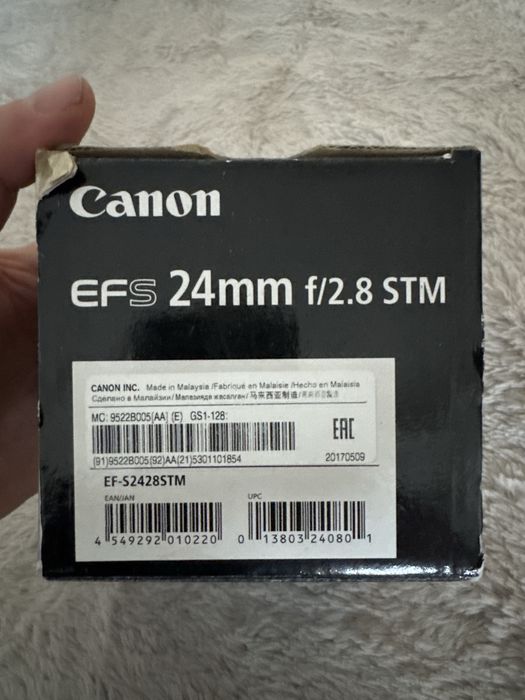 Canon
EFS 24mm f/2.8 STM
CANON INC. Made in Malaysia /Fabriqué en Malaisie /Hecho en Malasia
Сделано в Малайзии/ Малазияда жасалған/ 马来西亚制造/
MC: 9522B005(AA) (E) GS1-128:
EAC
(91)9522B005(92)AA(21)5301101854
20170509
EF-S2428STM
EAN/JAN
UPC
4 549292 010220
0 13803 24080 1